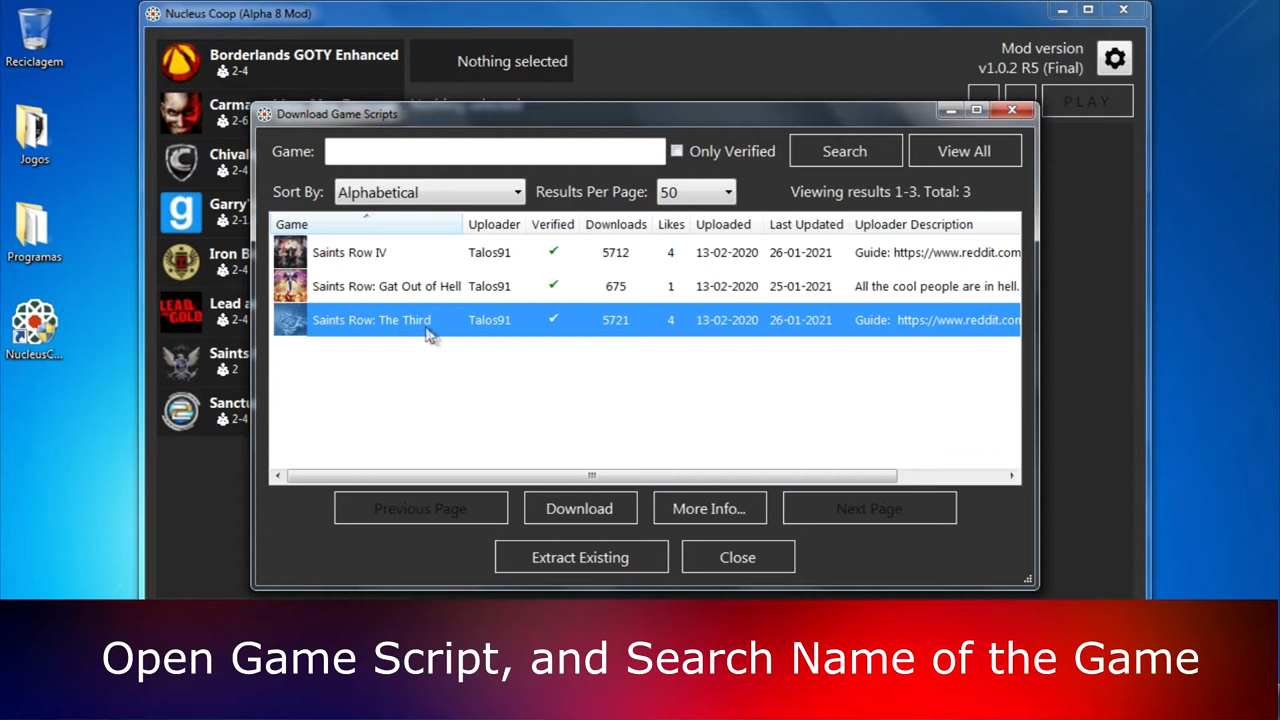 Nucleus Coop (Alpha 8 Mod)
Reciclagem
Jogos
Programas
NucleusC...
Borderlands GOTY Enhanced
2-4
Nothing selected
Mod version
v1.0.2 R5 (Final)
PLAY
Carma
2-6
Chival
2-4
Garry'
2-1
Iron B
2-4
Lead a
2-4
Saints
2
Sanctu
2-4
Download Game Scripts
Game:
Only Verified
Search
View All
Sort By:
Alphabetical
Results Per Page:
50
Viewing results 1-3. Total: 3
Game Uploader Verified Downloads Likes Uploaded Last Updated Uploader Description
Saints Row IV Talos91 ✓ 5712 4 13-02-2020 26-01-2021 Guide: https://www.reddit.com
Saints Row: Gat Out of Hell Talos91 ✓ 675 1 13-02-2020 25-01-2021 All the cool people are in hell.
Saints Row: The Third Talos91 ✓ 5721 4 13-02-2020 26-01-2021 Guide: https://www.reddit.con
Previous Page
Download
More Info...
Next Page
Extract Existing
Close
Open Game Script, and Search Name of the Game